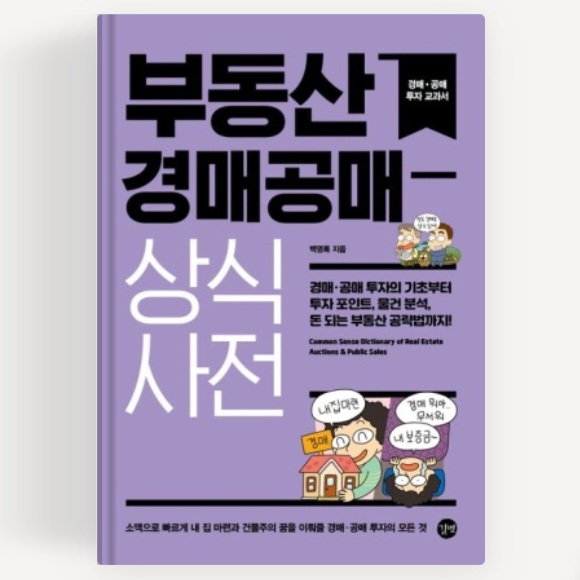 부동산
경매·공매
투자 교과서
경매공매
상식
사전
백영록 지음
경매·공매 투자의 기초부터
투자 포인트, 물건 분석,
돈 되는 부동산 공략법까지!
Common Sense Dictionary of Real Estate
Auctions & Public Sales
내 집 마련
경매
경매 뭐야..
무서워
내 보증금~
소액으로 빠르게 내 집 마련과 건물주의 꿈을 이뤄줄 경매·공매 투자의 모든 것
길벗